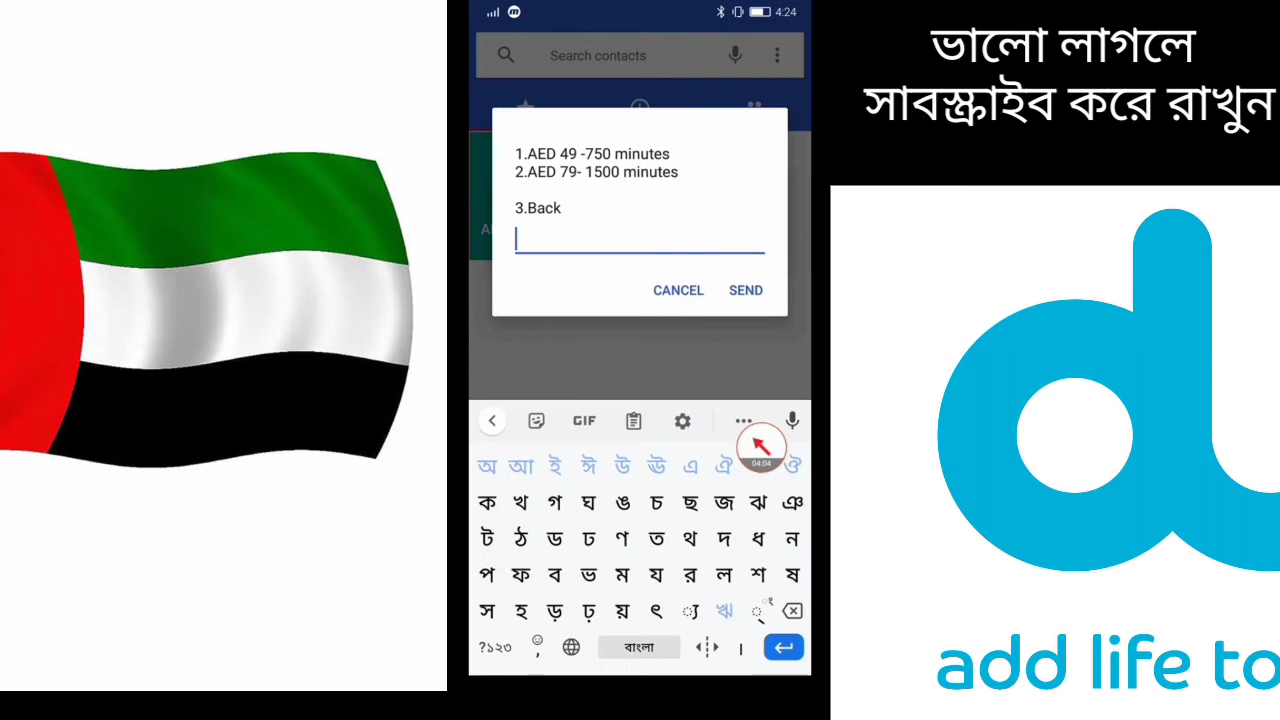 4:24
Search contacts
1.AED 49 -750 minutes
2.AED 79- 1500 minutes
3.Back
CANCEL SEND
GIF
04:04
অ আ ই ঈ উ ঊ এ ঐ ঔ
ক খ গ ঘ ঙ চ ছ জ ঝ ঞ
ট ঠ ড ঢ ণ ত থ দ ধ ন
প ফ ব ভ ম য র ল শ ষ
স হ ড় ঢ় য় ৎ ্য ঋ ্
?১২৩ , বাংলা ।
ভালো লাগলে
সাবস্ক্রাইব করে রাখুন
add life to